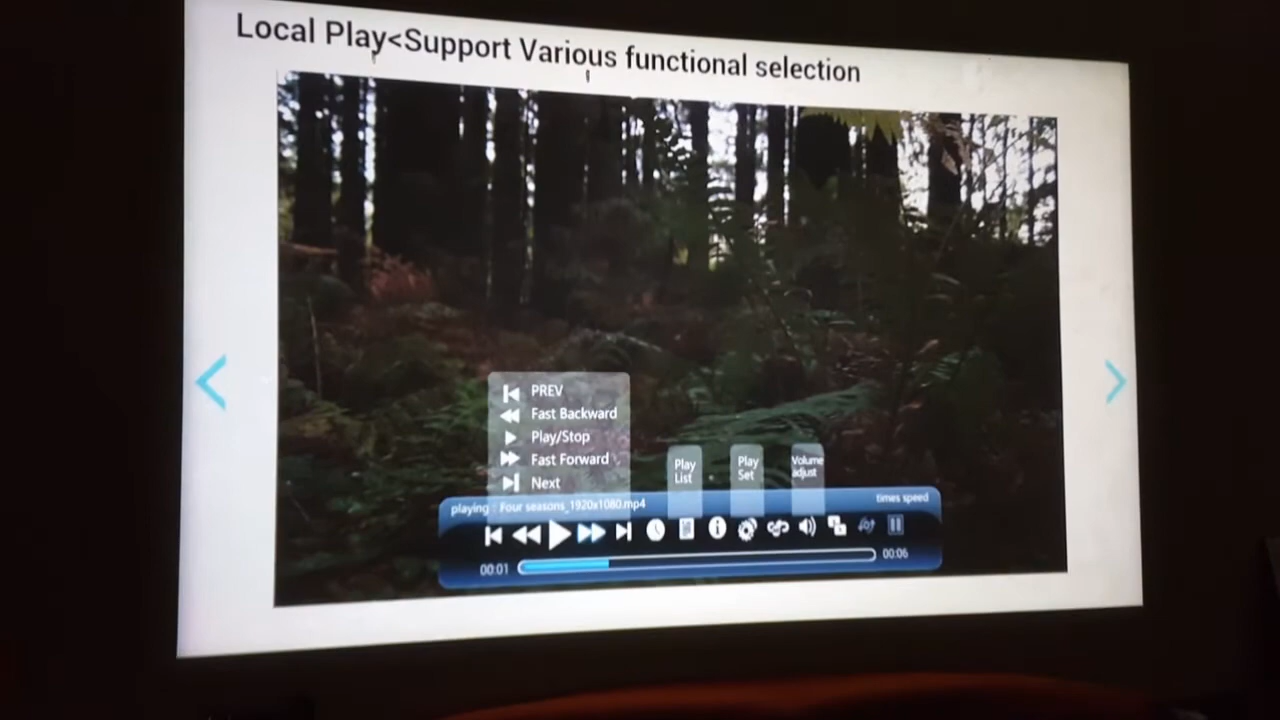 Local Play<Support Various functional selection
PREV
Fast Backward
Play/Stop
Fast Forward
Next
Play
List
Play
Set
Volume
adjust
playing : Four seasons_1920x1080.mp4
times speed
00:01
00:06